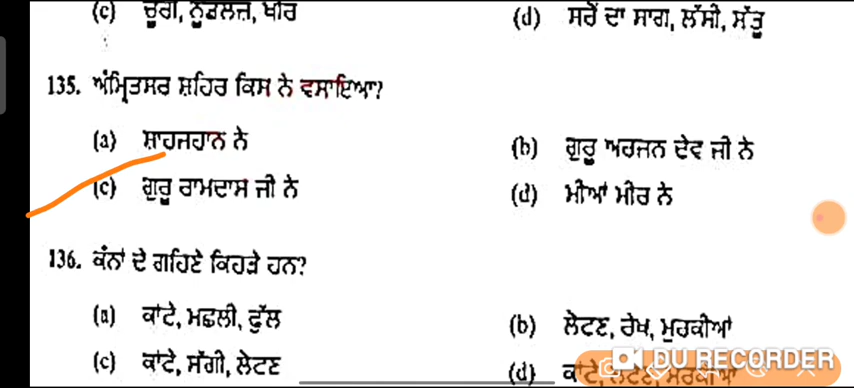 (c) ਚੂਰੀ, ਨੂਡਲਜ਼, ਖੀਰ (d) ਸਰੋਂ ਦਾ ਸਾਗ, ਲੱਸੀ, ਸੱਤੂ
135. ਅੰਮ੍ਰਿਤਸਰ ਸ਼ਹਿਰ ਕਿਸ ਨੇ ਵਸਾਇਆ?
(a) ਸ਼ਾਹਜਹਾਨ ਨੇ (b) ਗੁਰੂ ਅਰਜਨ ਦੇਵ ਜੀ ਨੇ
(c) ਗੁਰੂ ਰਾਮਦਾਸ ਜੀ ਨੇ (d) ਮੀਆਂ ਮੀਰ ਨੇ
136. ਕੰਨਾਂ ਦੇ ਗਹਿਣੇ ਕਿਹੜੇ ਹਨ?
(a) ਕਾਂਟੇ, ਮਛਲੀ, ਫੁੱਲ (b) ਲੋਟਣ, ਰੇਖ, ਮੁਰਕੀਆਂ
(c) ਕਾਂਟੇ, ਸੱਗੀ, ਲੋਟਣ (d) ਕਾਂਟੇ,
DU RECORDER